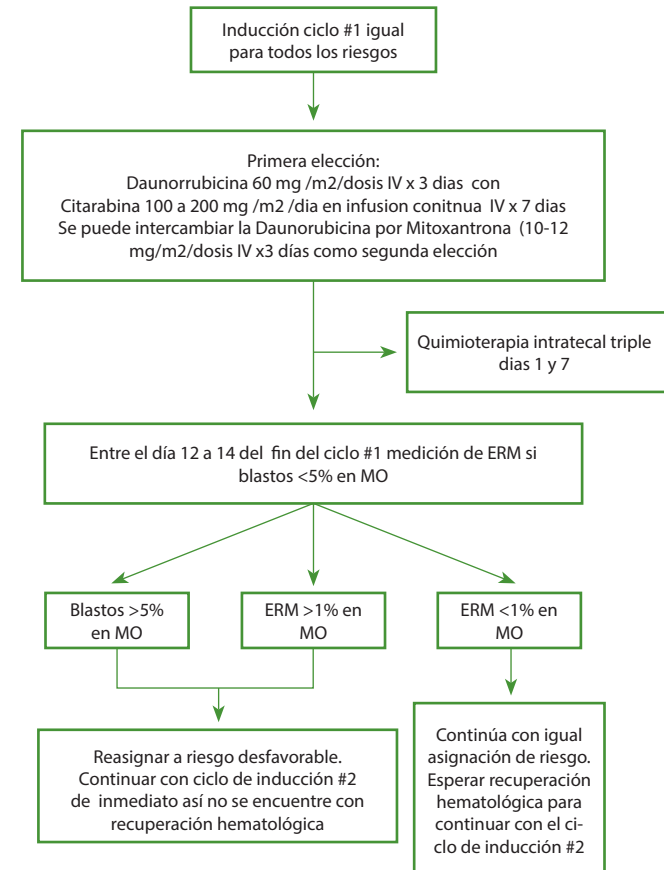 Inducción ciclo #1 igual
para todos los riesgos
Primera elección:
Daunorrubicina 60 mg /m2/dosis IV x 3 dias con
Citarabina 100 a 200 mg /m2 /dia en infusion conitnua IV x 7 dias
Se puede intercambiar la Daunorubicina por Mitoxantrona (10-12
mg/m2/dosis IV x3 días como segunda elección
Quimioterapia intratecal triple
dias 1 y 7
Entre el día 12 a 14 del fin del ciclo #1 medición de ERM si
blastos <5% en MO
Blastos >5%
en MO
ERM >1% en
MO
ERM <1% en
MO
Reasignar a riesgo desfavorable.
Continuar con ciclo de inducción #2
de inmediato así no se encuentre con
recuperación hematológica
Continúa con igual
asignación de riesgo.
Esperar recuperación
hematológica para
continuar con el ci-
clo de inducción #2